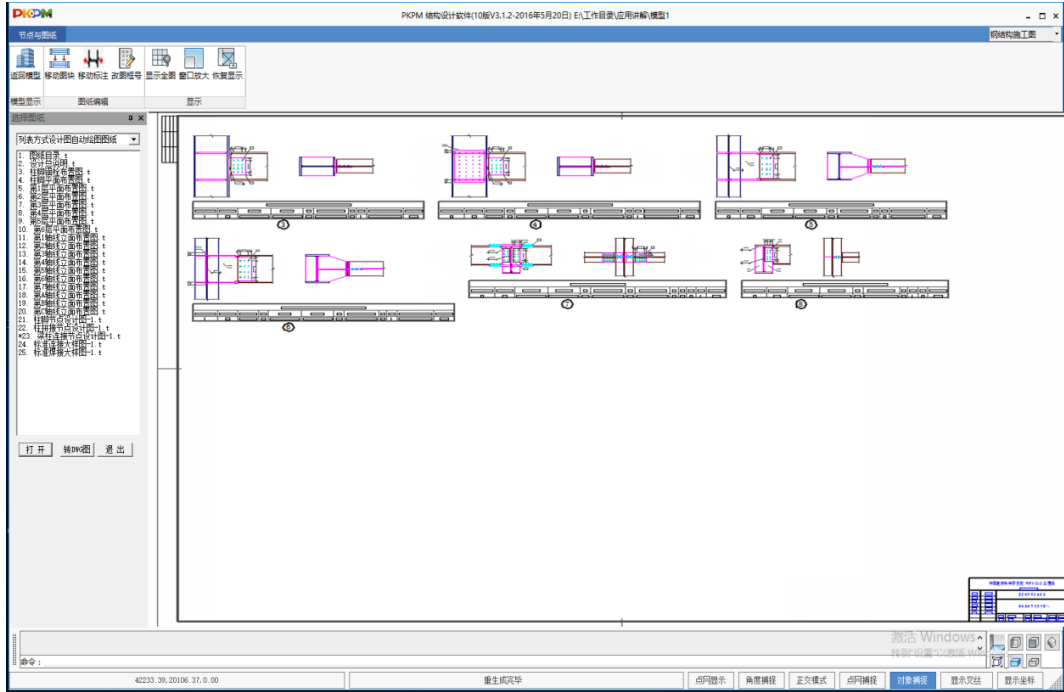 PKPM
PKPM 结构设计软件(10版V3.1.2-2016年5月20日) E:\工作目录\应用讲解\模型1
节点与图纸
钢结构施工图
返回模型 移动图块 移动标注 改图框号 显示全图 窗口放大 恢复显示
模型显示 图纸编辑 显示
选择图纸
列表方式设计图自动绘图图纸
1. 图纸目录.t
2. 设计总说明.t
3. 柱脚锚栓布置图.t
4. 柱脚平面布置图.t
5. 第1层平面布置图.t
6. 第2层平面布置图.t
7. 第3层平面布置图.t
8. 第4层平面布置图.t
9. 第5层平面布置图.t
10. 第6层平面布置图.t
11. 第1轴线立面布置图.t
12. 第2轴线立面布置图.t
13. 第3轴线立面布置图.t
14. 第4轴线立面布置图.t
15. 第5轴线立面布置图.t
16. 第6轴线立面布置图.t
17. 第7轴线立面布置图.t
18. 第A轴线立面布置图.t
19. 第B轴线立面布置图.t
20. 第C轴线立面布置图.t
21. 柱脚节点设计图-1.t
22. 柱拼接节点设计图-1.t
*23. 梁柱连接节点设计图-1.t
24. 标准连接大样图-1.t
25. 标准焊接大样图-1.t
打 开 转DWG图 退 出
3 4 5
6 7 8
激活 Windows
转到"设置"以激活 Win
命令:
42233.39,20106.37,0.00 重生成完毕 点网显示 角度捕捉 正交模式 点网捕捉 对象捕捉 显示叉丝 显示坐标